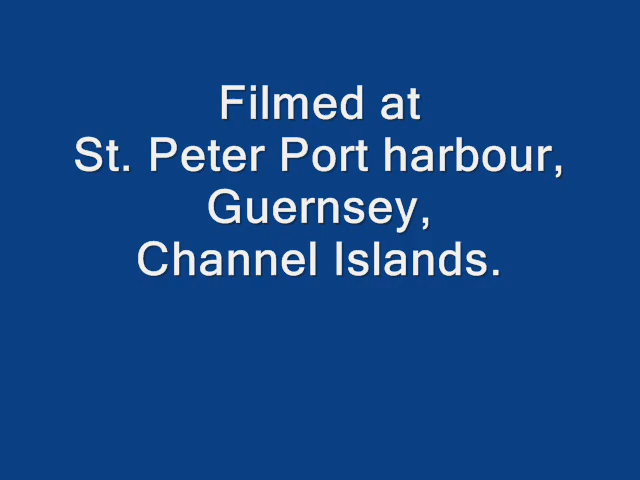 Filmed at
St. Peter Port harbour,
Guernsey,
Channel Islands.